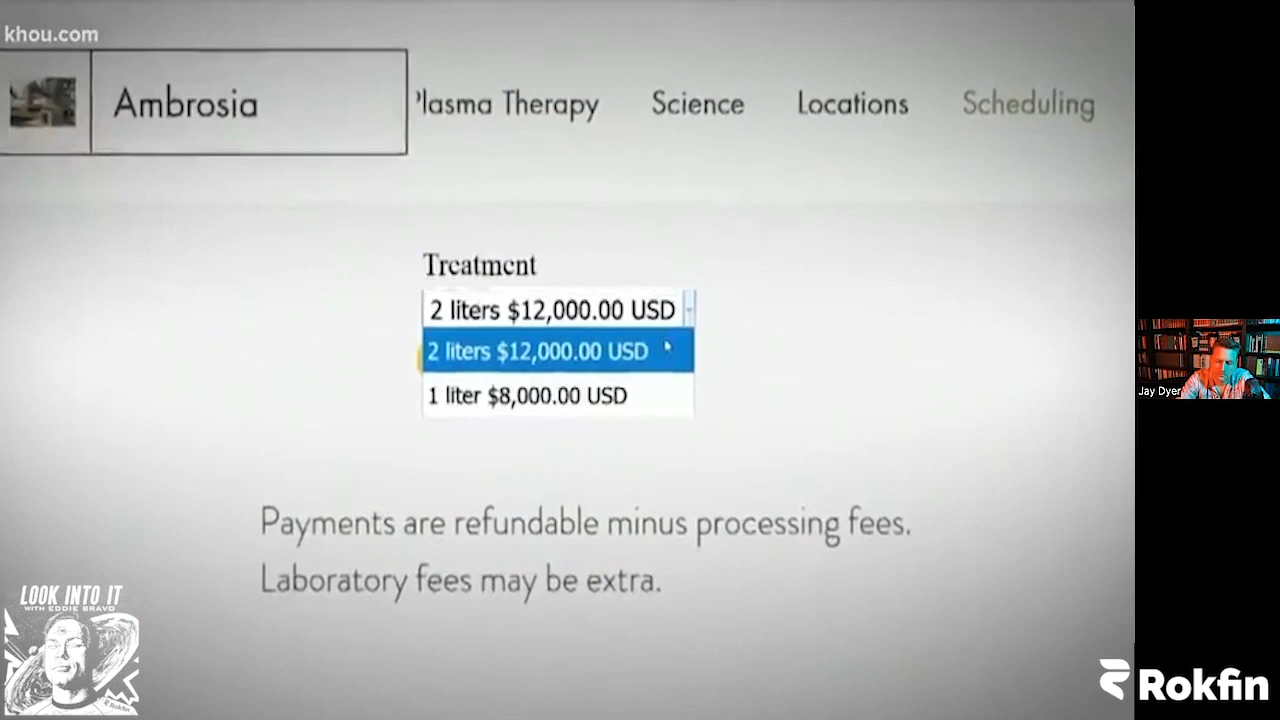 khou.com
Ambrosia
Plasma Therapy Science Locations Scheduling
Treatment
2 liters $12,000.00 USD
2 liters $12,000.00 USD
1 liter $8,000.00 USD
Payments are refundable minus processing fees.
Laboratory fees may be extra.
Jay Dyer
LOOK INTO IT
WITH EDDIE BRAVO
Rokfin
Rokfin